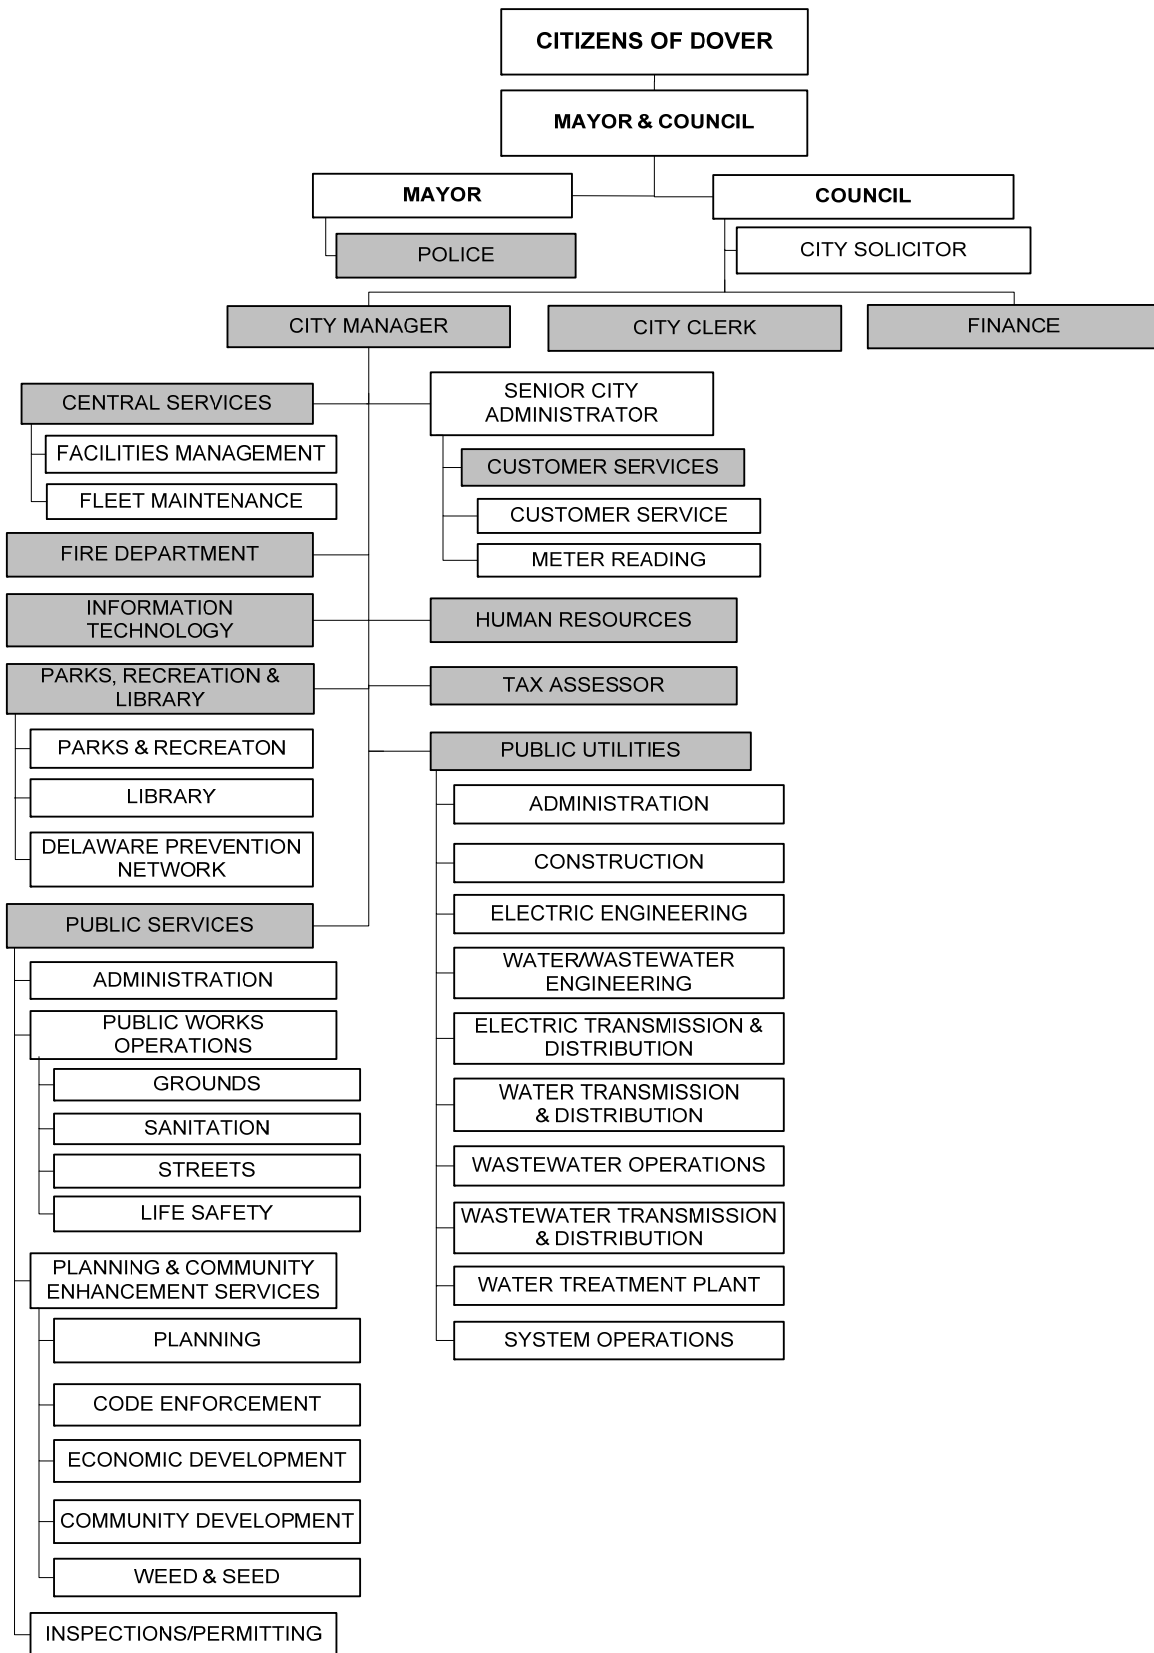 CITIZENS OF DOVER
MAYOR & COUNCIL
MAYOR
COUNCIL
POLICE
CITY SOLICITOR
CITY MANAGER
CITY CLERK
FINANCE
CENTRAL SERVICES
FACILITIES MANAGEMENT
FLEET MAINTENANCE
FIRE DEPARTMENT
INFORMATION
TECHNOLOGY
PARKS, RECREATION &
LIBRARY
PARKS & RECREATON
LIBRARY
DELAWARE PREVENTION
NETWORK
PUBLIC SERVICES
ADMINISTRATION
PUBLIC WORKS
OPERATIONS
GROUNDS
SANITATION
STREETS
LIFE SAFETY
PLANNING & COMMUNITY
ENHANCEMENT SERVICES
PLANNING
CODE ENFORCEMENT
ECONOMIC DEVELOPMENT
COMMUNITY DEVELOPMENT
WEED & SEED
INSPECTIONS/PERMITTING
SENIOR CITY
ADMINISTRATOR
CUSTOMER SERVICES
CUSTOMER SERVICE
METER READING
HUMAN RESOURCES
TAX ASSESSOR
PUBLIC UTILITIES
ADMINISTRATION
CONSTRUCTION
ELECTRIC ENGINEERING
WATER/WASTEWATER
ENGINEERING
ELECTRIC TRANSMISSION &
DISTRIBUTION
WATER TRANSMISSION
& DISTRIBUTION
WASTEWATER OPERATIONS
WASTEWATER TRANSMISSION
& DISTRIBUTION
WATER TREATMENT PLANT
SYSTEM OPERATIONS